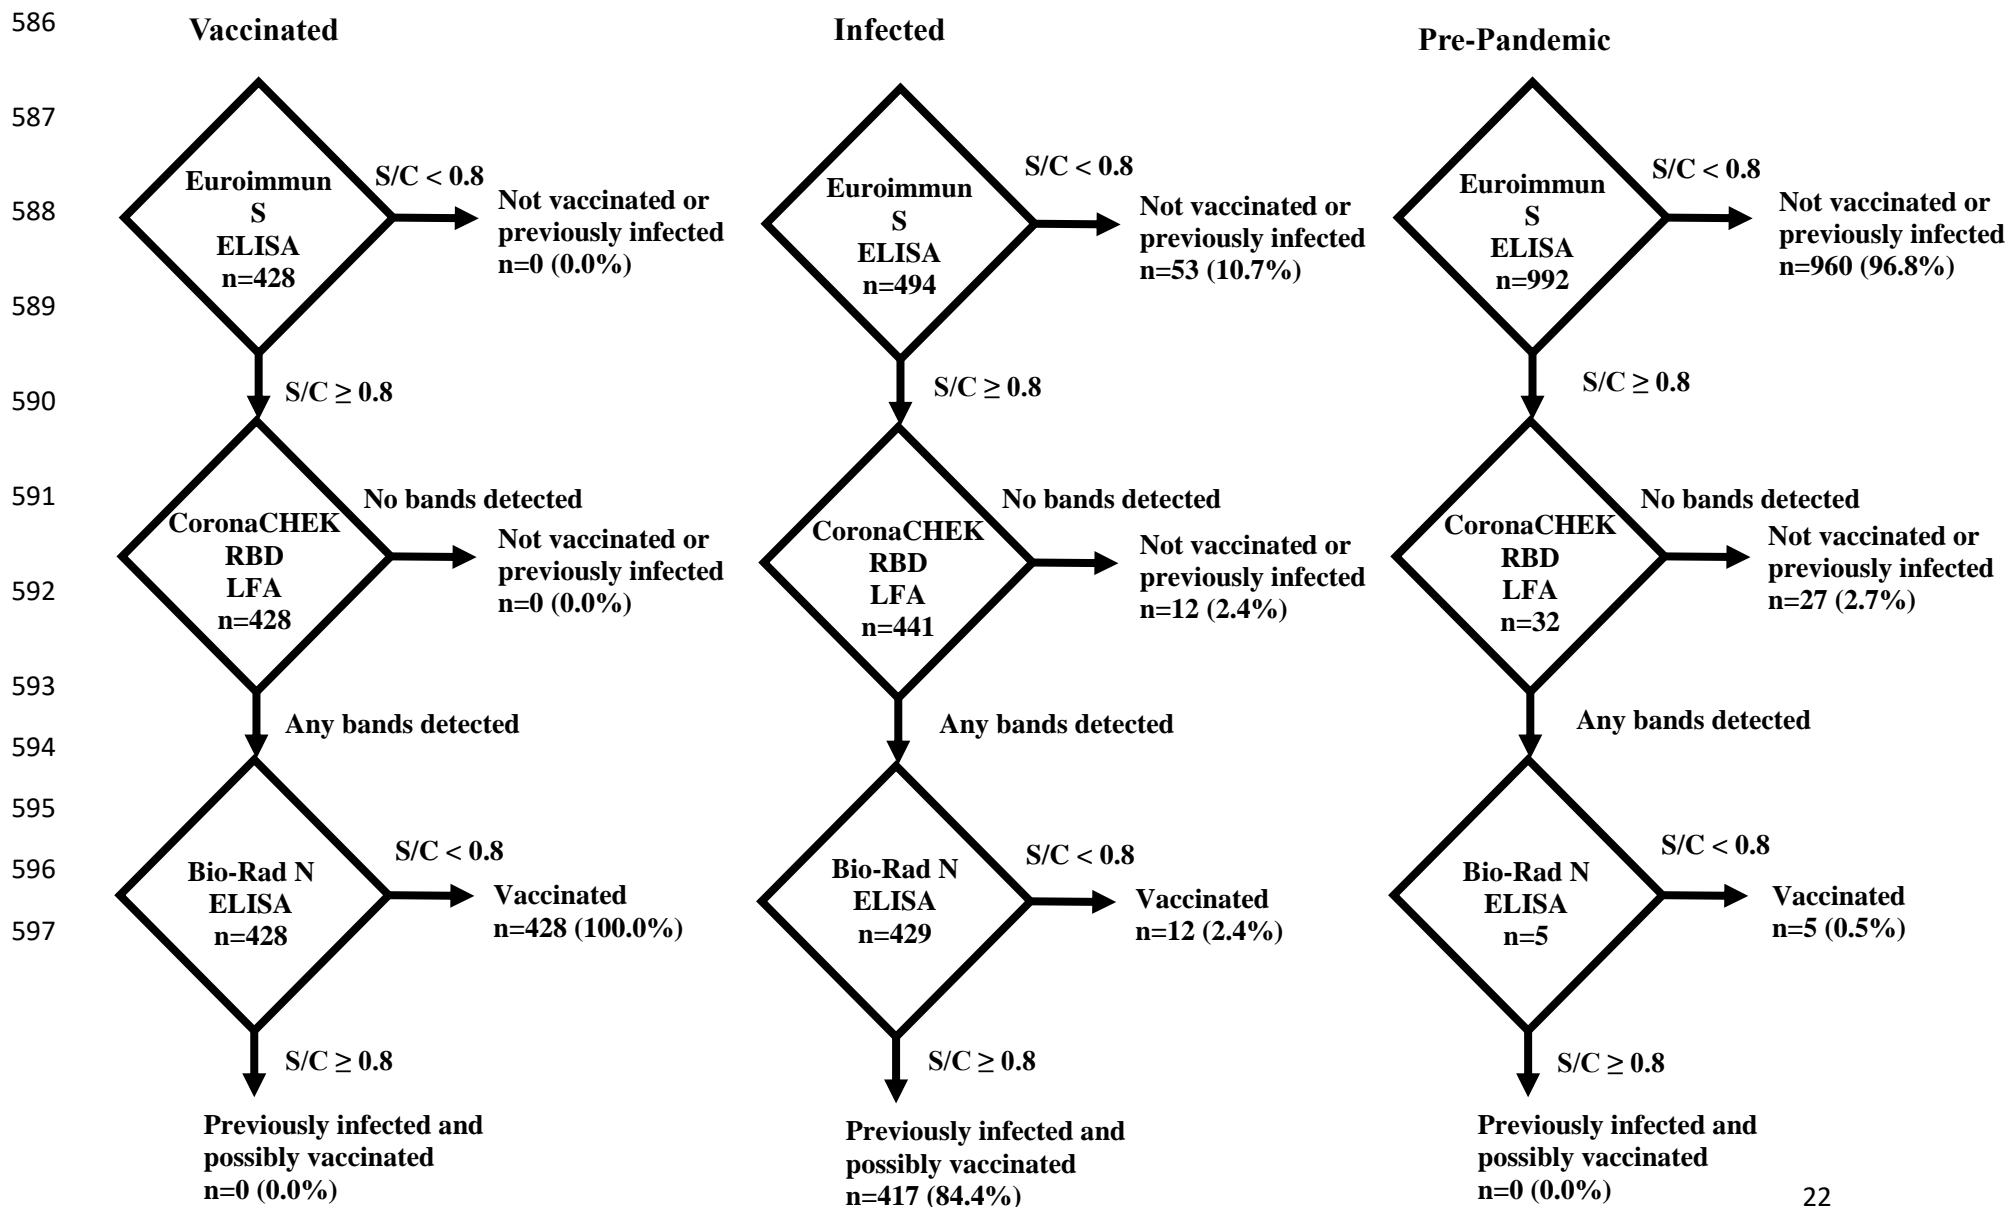 586
587
588
589
590
591
592
593
594
595
596
597
Vaccinated
Euroimmun
S
ELISA
n=428
S/C < 0.8
Not vaccinated or
previously infected
n=0 (0.0%)
S/C ≥ 0.8
CoronaCHEK
RBD
LFA
n=428
No bands detected
Not vaccinated or
previously infected
n=0 (0.0%)
Any bands detected
Bio-Rad N
ELISA
n=428
S/C < 0.8
Vaccinated
n=428 (100.0%)
S/C ≥ 0.8
Previously infected and
possibly vaccinated
n=0 (0.0%)
Infected
Euroimmun
S
ELISA
n=494
S/C < 0.8
Not vaccinated or
previously infected
n=53 (10.7%)
S/C ≥ 0.8
CoronaCHEK
RBD
LFA
n=441
No bands detected
Not vaccinated or
previously infected
n=12 (2.4%)
Any bands detected
Bio-Rad N
ELISA
n=429
S/C < 0.8
Vaccinated
n=12 (2.4%)
S/C ≥ 0.8
Previously infected and
possibly vaccinated
n=417 (84.4%)
Pre-Pandemic
Euroimmun
S
ELISA
n=992
S/C < 0.8
Not vaccinated or
previously infected
n=960 (96.8%)
S/C ≥ 0.8
CoronaCHEK
RBD
LFA
n=32
No bands detected
Not vaccinated or
previously infected
n=27 (2.7%)
Any bands detected
Bio-Rad N
ELISA
n=5
S/C < 0.8
Vaccinated
n=5 (0.5%)
S/C ≥ 0.8
Previously infected and
possibly vaccinated
n=0 (0.0%)
22